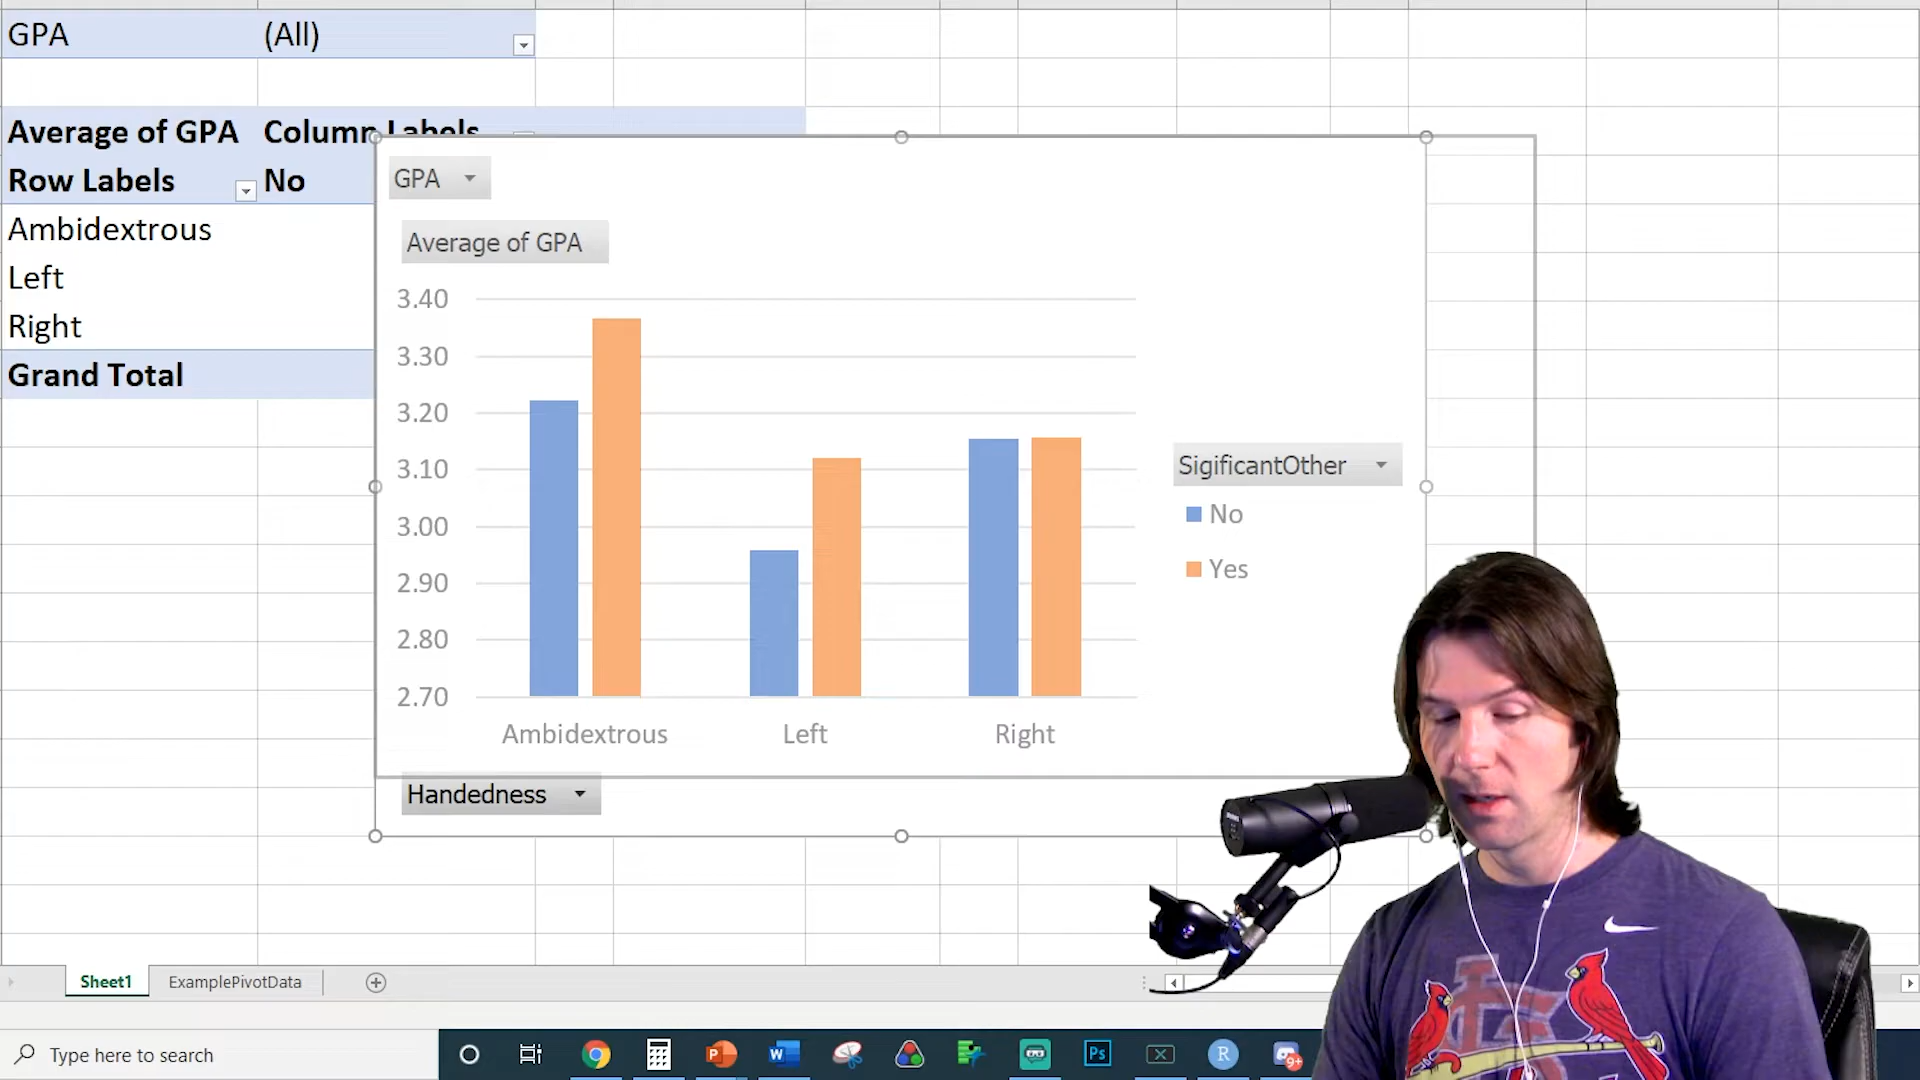 GPA (All)
Average of GPA Column Labels
Row Labels No
Ambidextrous
Left
Right
Grand Total
GPA
Average of GPA
3.40
3.30
3.20
3.10
3.00
2.90
2.80
2.70
Ambidextrous Left Right
SigificantOther
No
Yes
Handedness
Sheet1 ExamplePivotData
Type here to search
P W Ps X R 9+